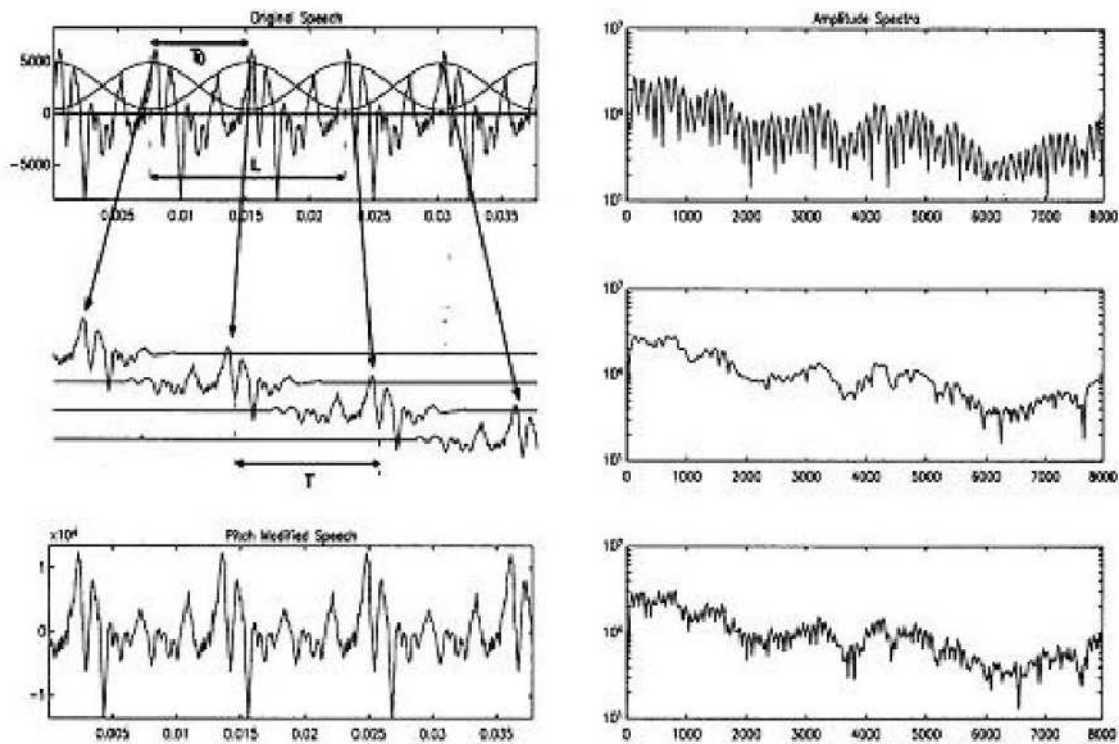 Original Speech
T0
5000
0
-5000
L
0.005 0.01 0.015 0.02 0.025 0.03 0.035
Amplitude Spectra
0 1000 2000 3000 4000 5000 6000 7000 8000
T
0 1000 2000 3000 4000 5000 6000 7000 8000
Pitch Modified Speech
1
0
-1
0.005 0.01 0.015 0.02 0.025 0.03 0.035
0 1000 2000 3000 4000 5000 6000 7000 8000